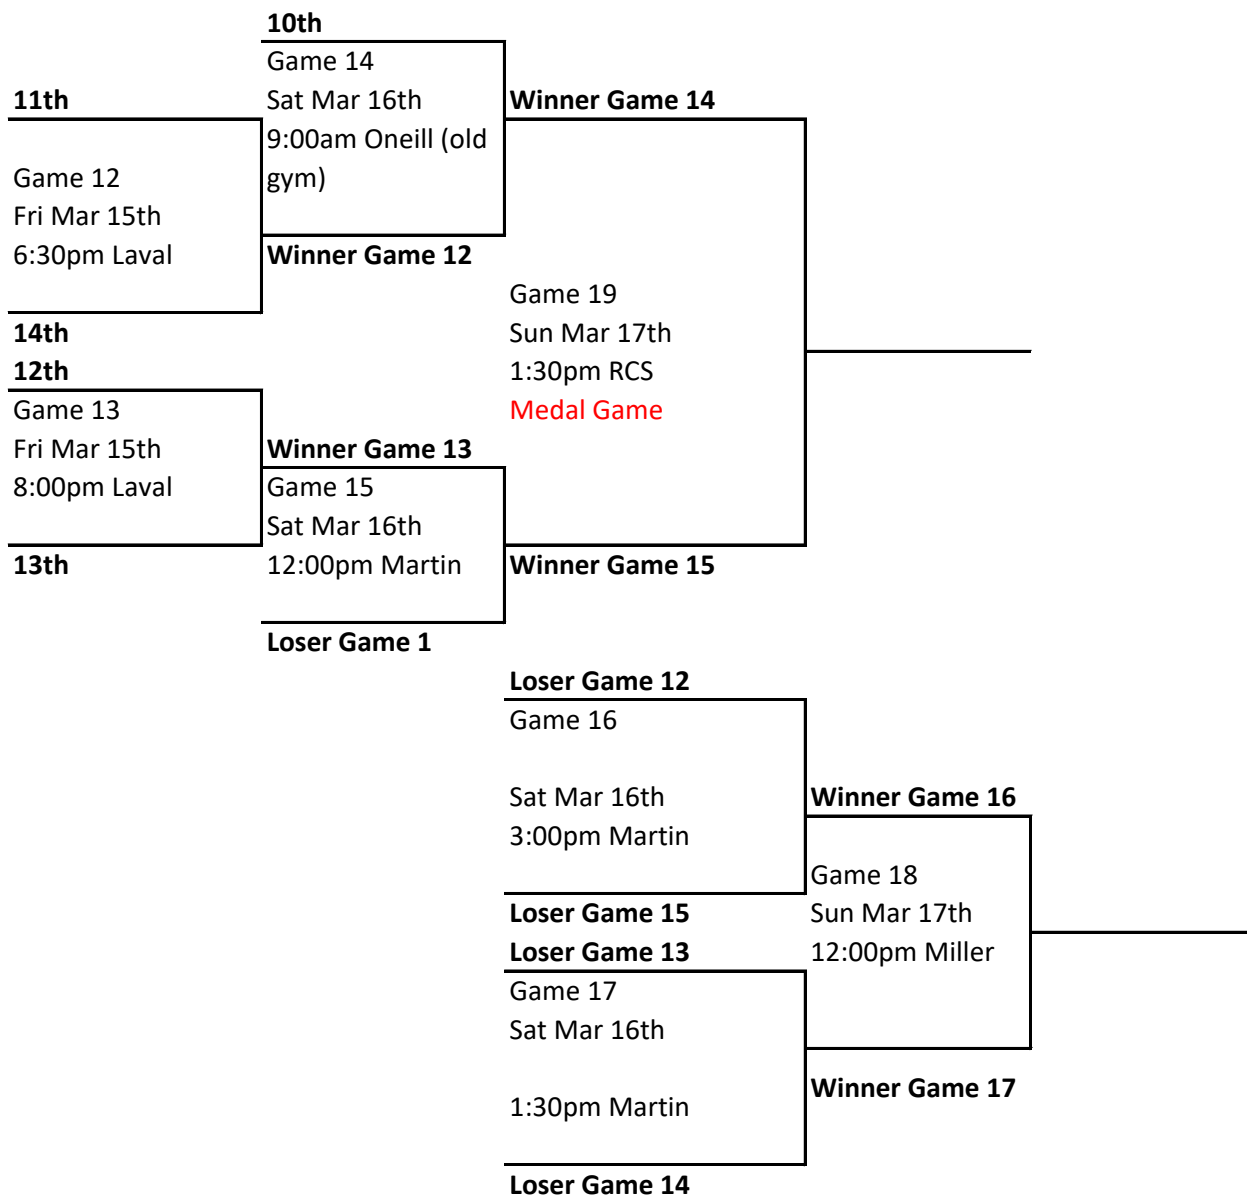 10th
Game 14
Sat Mar 16th
9:00am Oneill (old
gym)
11th
Winner Game 14
Game 12
Fri Mar 15th
6:30pm Laval
Winner Game 12
14th
Game 19
Sun Mar 17th
1:30pm RCS
Medal Game
12th
Game 13
Fri Mar 15th
8:00pm Laval
Winner Game 13
Game 15
Sat Mar 16th
12:00pm Martin
13th
Winner Game 15
Loser Game 1
Loser Game 12
Game 16
Sat Mar 16th
3:00pm Martin
Winner Game 16
Loser Game 15
Game 18
Sun Mar 17th
12:00pm Miller
Loser Game 13
Game 17
Sat Mar 16th
1:30pm Martin
Winner Game 17
Loser Game 14